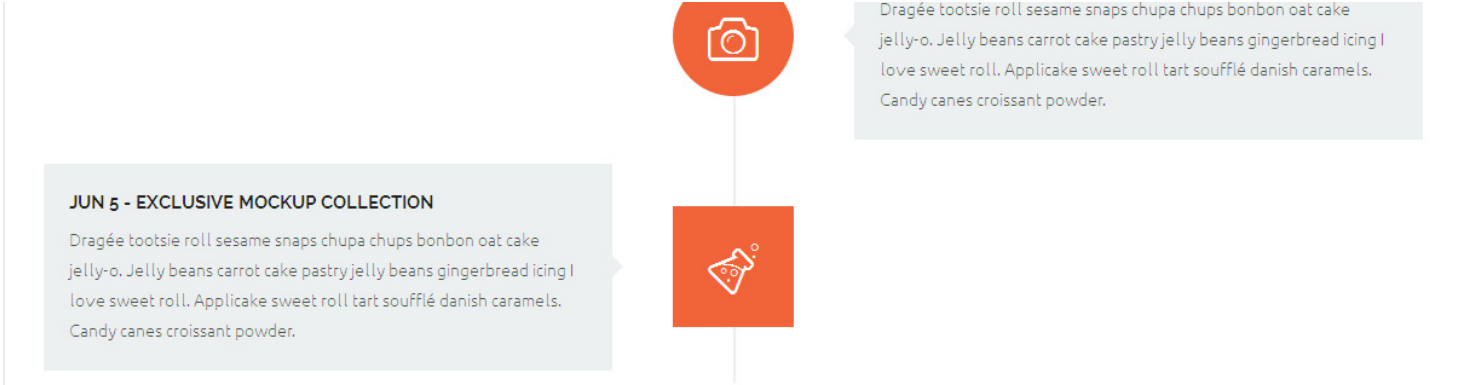 Dragée tootsie roll sesame snaps chupa chups bonbon oat cake
jelly-o. Jelly beans carrot cake pastry jelly beans gingerbread icing I
love sweet roll. Applicake sweet roll tart soufflé danish caramels.
Candy canes croissant powder.
JUN 5 - EXCLUSIVE MOCKUP COLLECTION
Dragée tootsie roll sesame snaps chupa chups bonbon oat cake
jelly-o. Jelly beans carrot cake pastry jelly beans gingerbread icing I
love sweet roll. Applicake sweet roll tart soufflé danish caramels.
Candy canes croissant powder.